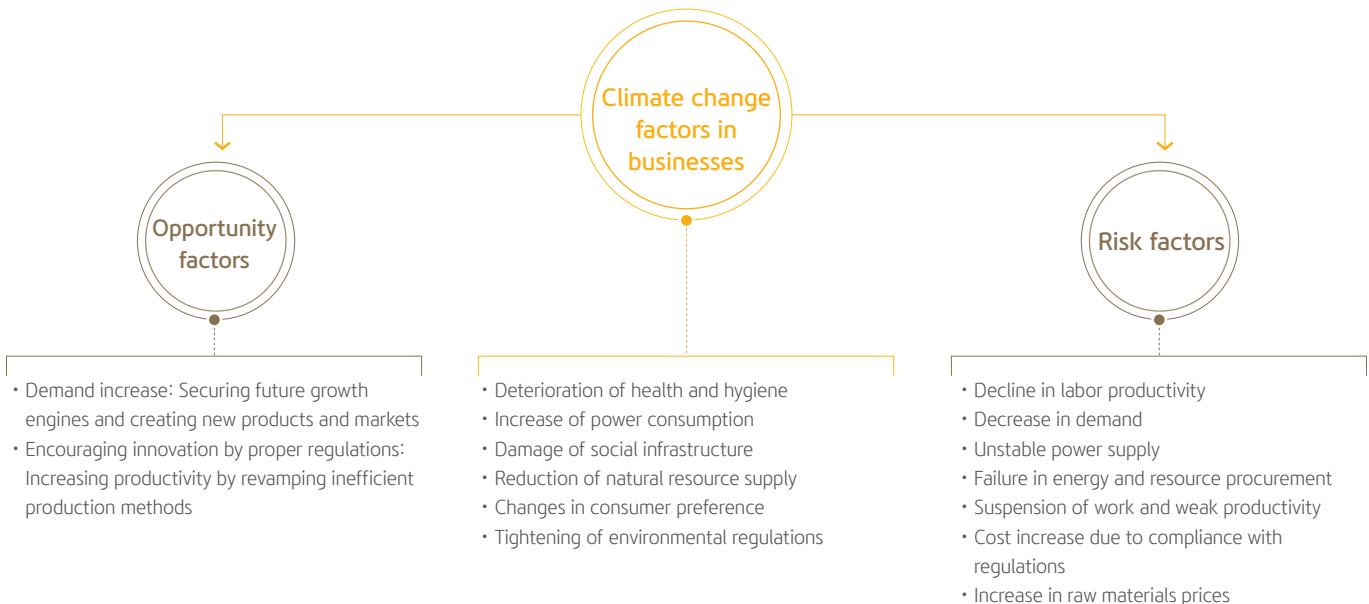 Climate change
factors in
businesses
Opportunity
factors
Risk factors
• Demand increase: Securing future growth
engines and creating new products and markets
• Encouraging innovation by proper regulations:
Increasing productivity by revamping inefficient
production methods
• Deterioration of health and hygiene
• Increase of power consumption
• Damage of social infrastructure
• Reduction of natural resource supply
• Changes in consumer preference
• Tightening of environmental regulations
• Decline in labor productivity
• Decrease in demand
• Unstable power supply
• Failure in energy and resource procurement
• Suspension of work and weak productivity
• Cost increase due to compliance with
regulations
• Increase in raw materials prices